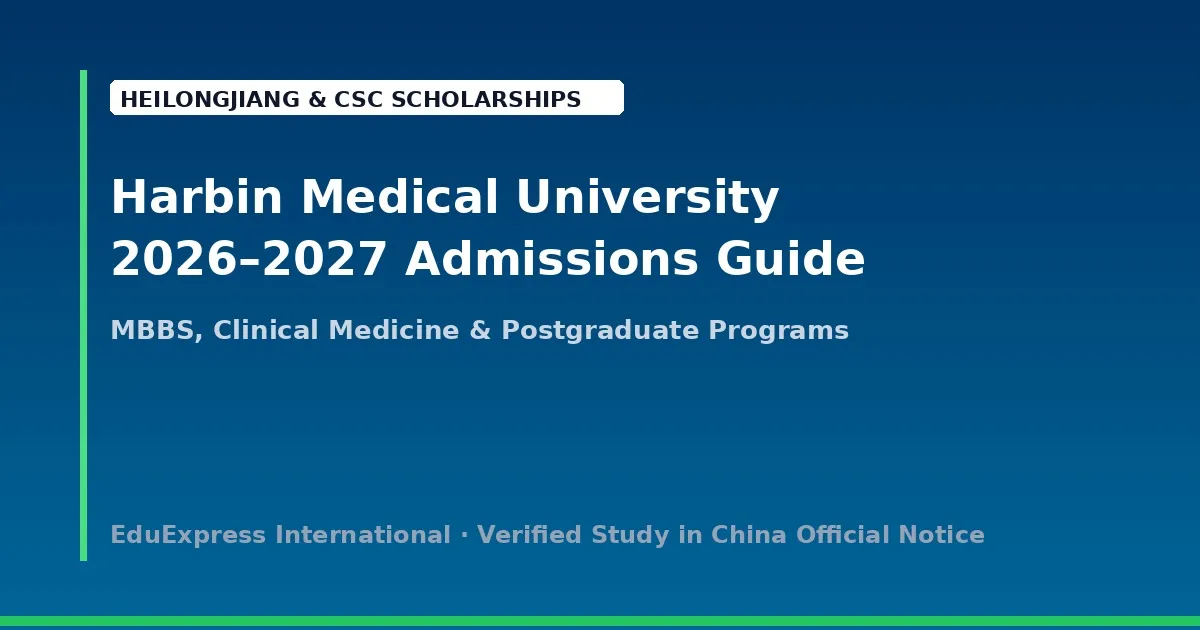 HEILONGJIANG & CSC SCHOLARSHIPS
Harbin Medical University
2026–2027 Admissions Guide
MBBS, Clinical Medicine & Postgraduate Programs
EduExpress International · Verified Study in China Official Notice